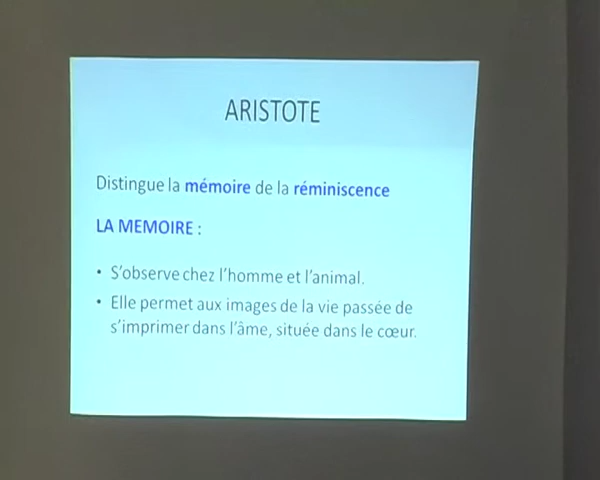 ARISTOTE
Distingue la mémoire de la réminiscence
LA MEMOIRE :
• S'observe chez l'homme et l'animal.
• Elle permet aux images de la vie passée de
s'imprimer dans l'âme, située dans le cœur.